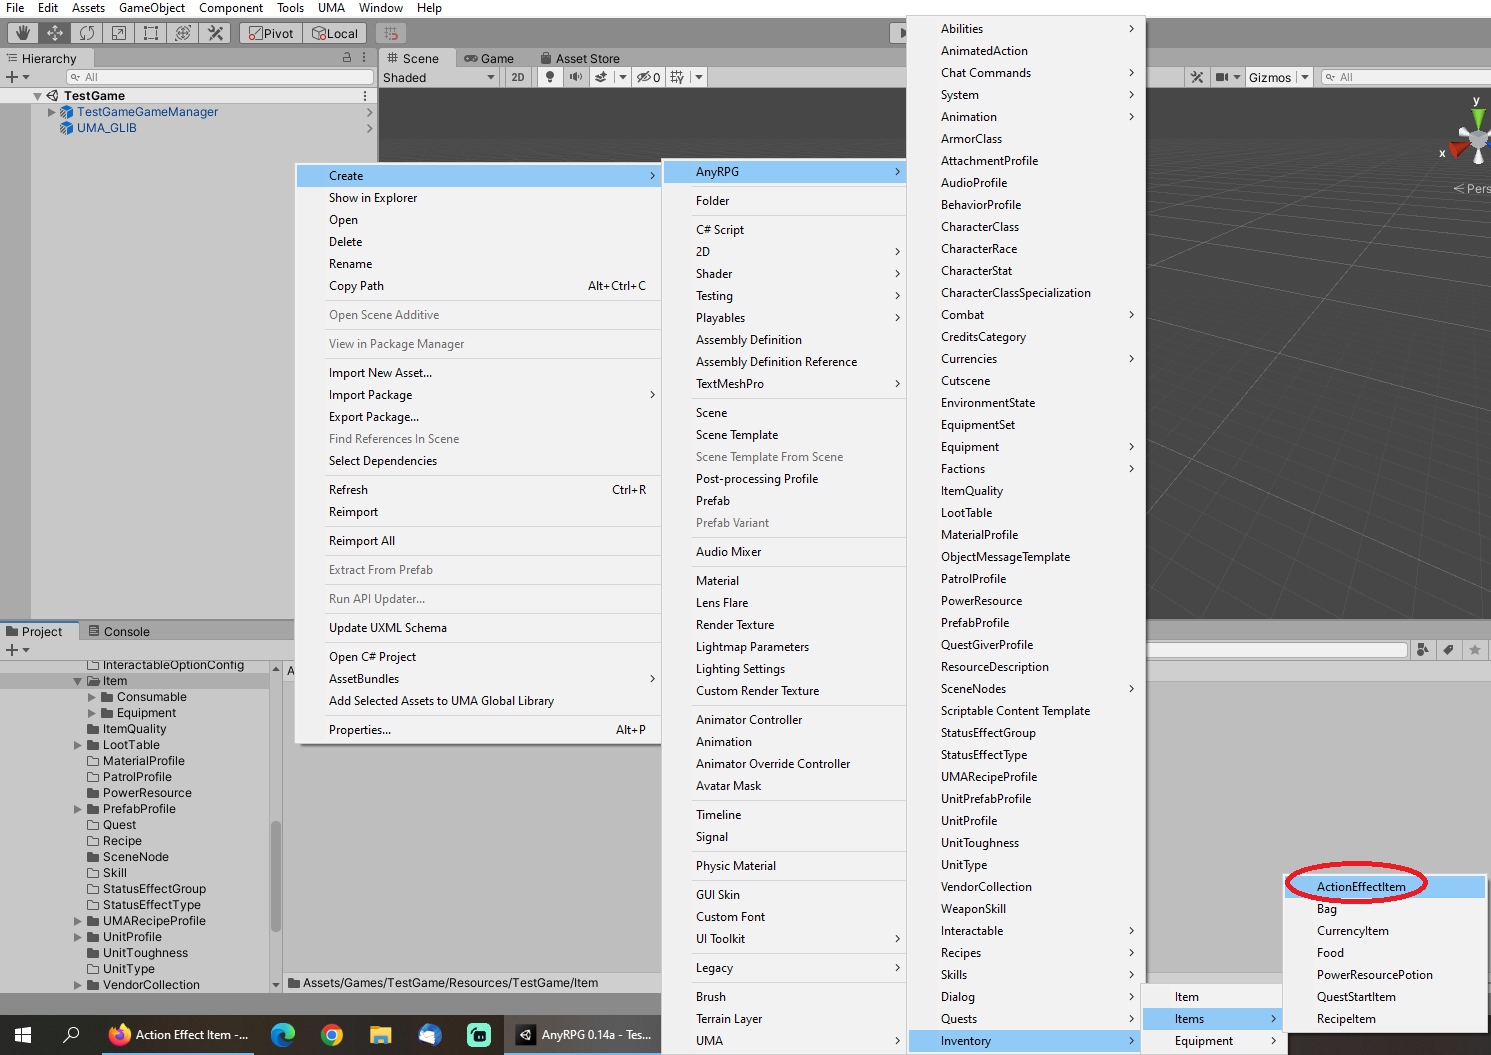 File Edit Assets GameObject Component Tools UMA Window Help
Pivot Local
Hierarchy
All
TestGame
TestGameGameManager
UMA_GLIB
Scene Game Asset Store
Shaded 2D 0 Gizmos All
y
x
Pers
Create
Show in Explorer
Open
Delete
Rename
Copy Path Alt+Ctrl+C
Open Scene Additive
View in Package Manager
Import New Asset...
Import Package
Export Package...
Find References In Scene
Select Dependencies
Refresh Ctrl+R
Reimport
Reimport All
Extract From Prefab
Run API Updater...
Update UXML Schema
Open C# Project
AssetBundles
Add Selected Assets to UMA Global Library
Properties... Alt+P
AnyRPG
Folder
C# Script
2D
Shader
Testing
Playables
Assembly Definition
Assembly Definition Reference
TextMeshPro
Scene
Scene Template
Scene Template From Scene
Post-processing Profile
Prefab
Prefab Variant
Audio Mixer
Material
Lens Flare
Render Texture
Lightmap Parameters
Lighting Settings
Custom Render Texture
Animator Controller
Animation
Animator Override Controller
Avatar Mask
Timeline
Signal
Physic Material
GUI Skin
Custom Font
UI Toolkit
Legacy
Brush
Terrain Layer
UMA
Abilities
AnimatedAction
Chat Commands
System
Animation
ArmorClass
AttachmentProfile
AudioProfile
BehaviorProfile
CharacterClass
CharacterRace
CharacterStat
CharacterClassSpecialization
Combat
CreditsCategory
Currencies
Cutscene
EnvironmentState
EquipmentSet
Equipment
Factions
ItemQuality
LootTable
MaterialProfile
ObjectMessageTemplate
PatrolProfile
PowerResource
PrefabProfile
QuestGiverProfile
ResourceDescription
SceneNodes
Scriptable Content Template
StatusEffectGroup
StatusEffectType
UMARecipeProfile
UnitPrefabProfile
UnitProfile
UnitToughness
UnitType
VendorCollection
WeaponSkill
Interactable
Recipes
Skills
Dialog
Quests
Inventory
Item
Items
Equipment
ActionEffectItem
Bag
CurrencyItem
Food
PowerResourcePotion
QuestStartItem
RecipeItem
Project Console
InteractableOptionConfig
Item
Consumable
Equipment
ItemQuality
LootTable
MaterialProfile
PatrolProfile
PowerResource
PrefabProfile
Quest
Recipe
SceneNode
Skill
StatusEffectGroup
StatusEffectType
UMARecipeProfile
UnitProfile
UnitToughness
UnitType
VendorCollection
A
Assets/Games/TestGame/Resources/TestGame/Item
Action Effect Item -...
AnyRPG 0.14a - Tes...